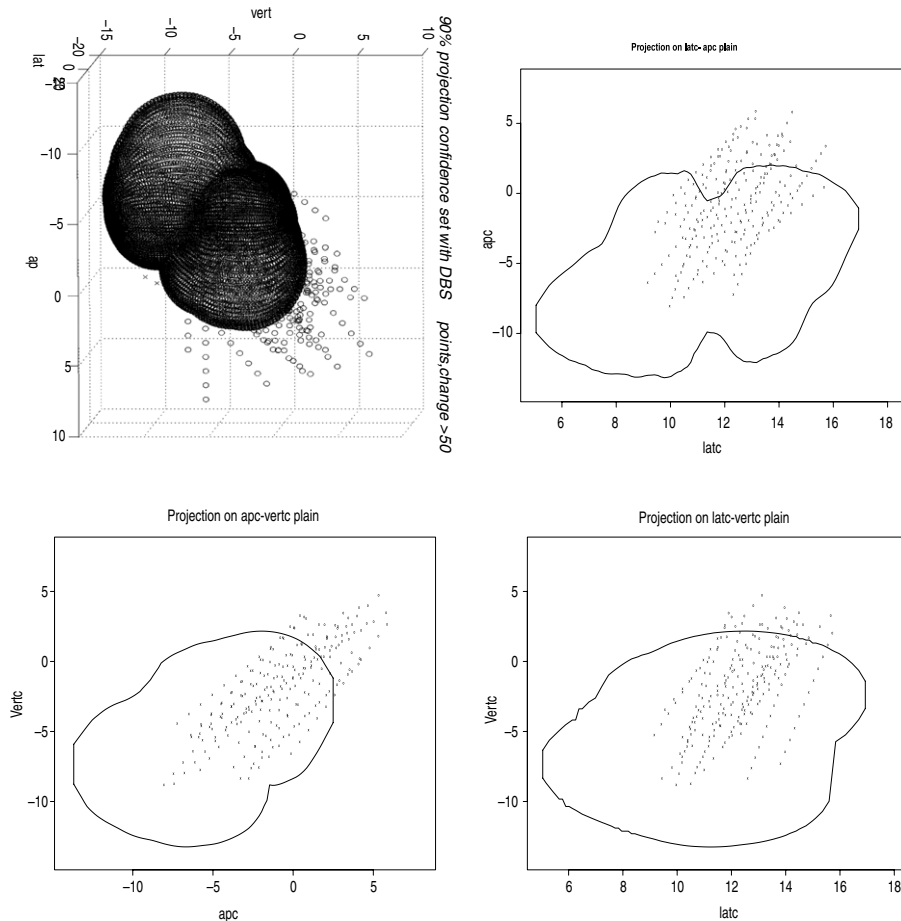 vert
−15 −10 −5 0 5 10
lat
−20
0
−15
−10
−5
ap
0
5
10
90% projection confidence set with DBS points,change >50
Projection on latc- apc plain
5
0
apc
−5
−10
6 8 10 12 14 16 18
latc
Projection on apc-vertc plain
5
0
Vertc
−5
−10
−10 −5 0 5
apc
Projection on latc-vertc plain
5
0
Vertc
−5
−10
6 8 10 12 14 16 18
latc